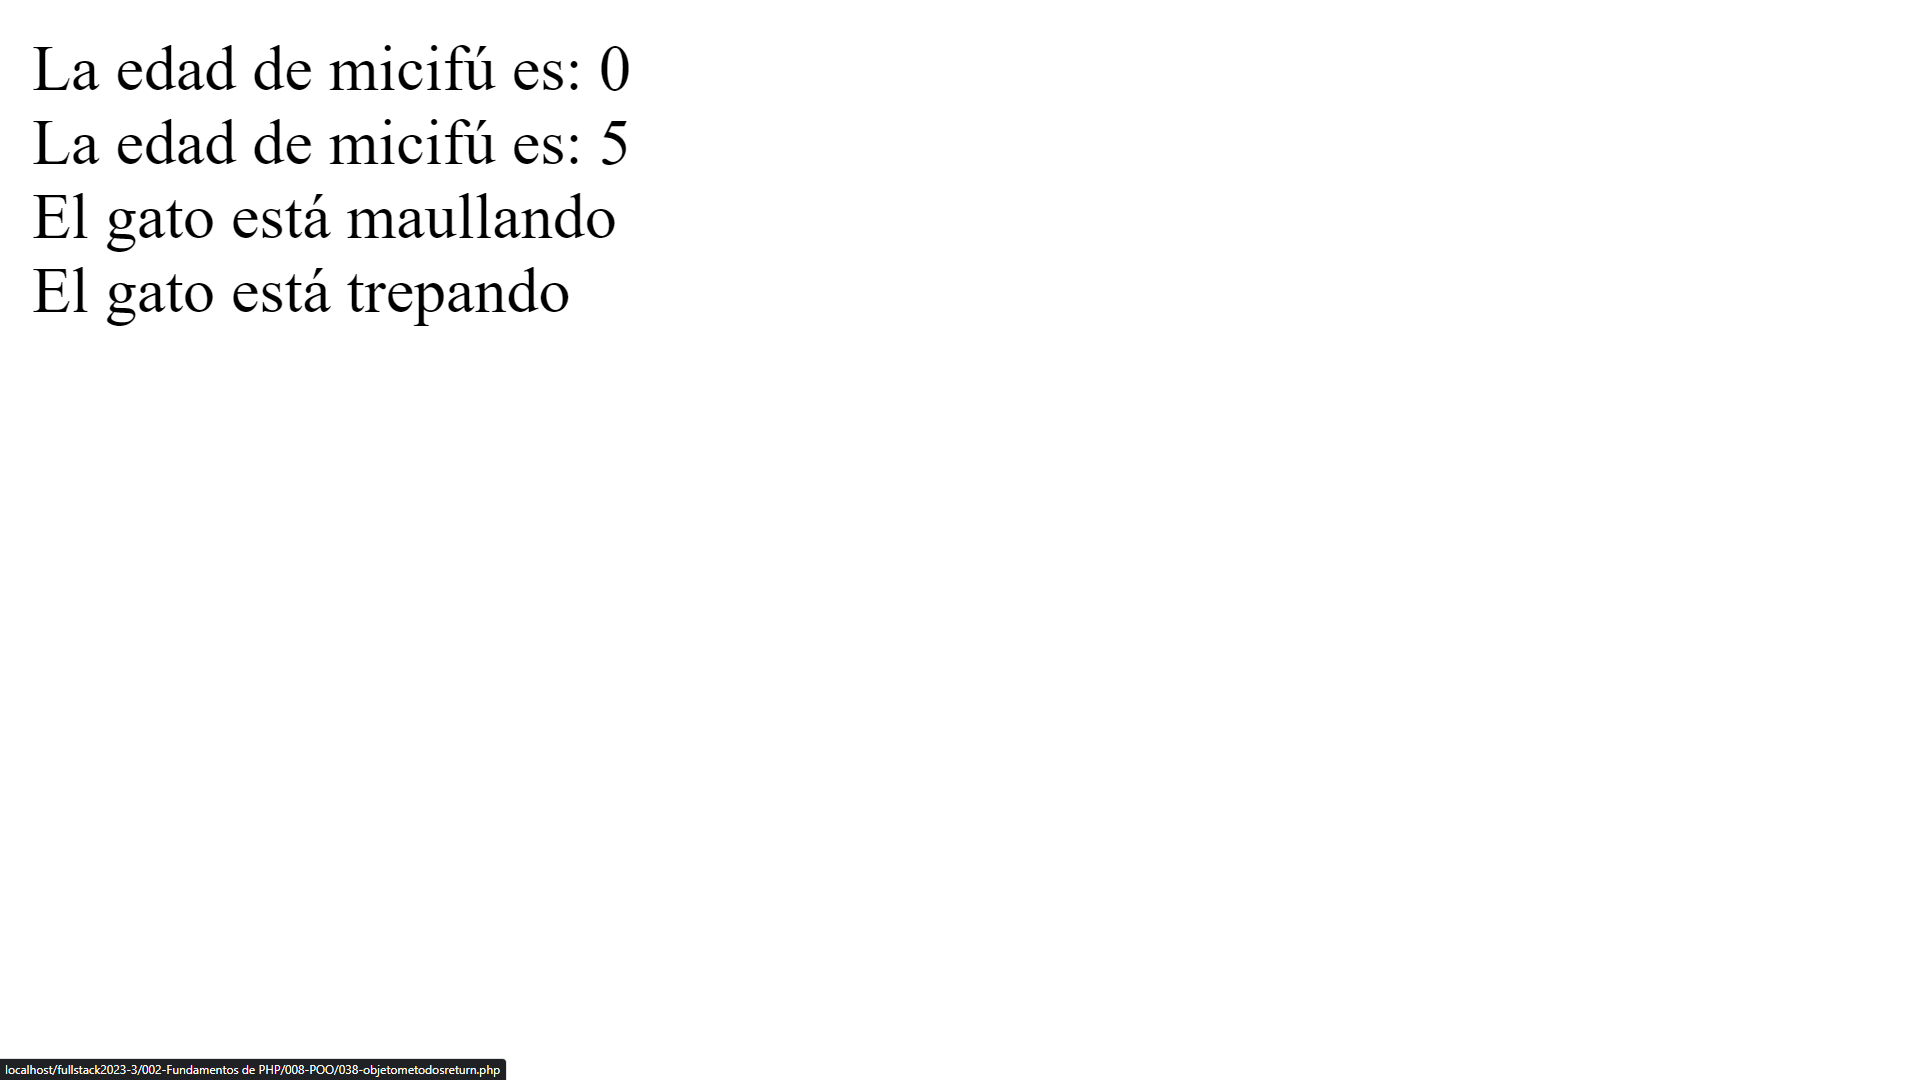 La edad de micifú es: 0
La edad de micifú es: 5
El gato está maullando
El gato está trepando
localhost/fullstack2023-3/002-Fundamentos de PHP/008-POO/038-objetometodosreturn.php